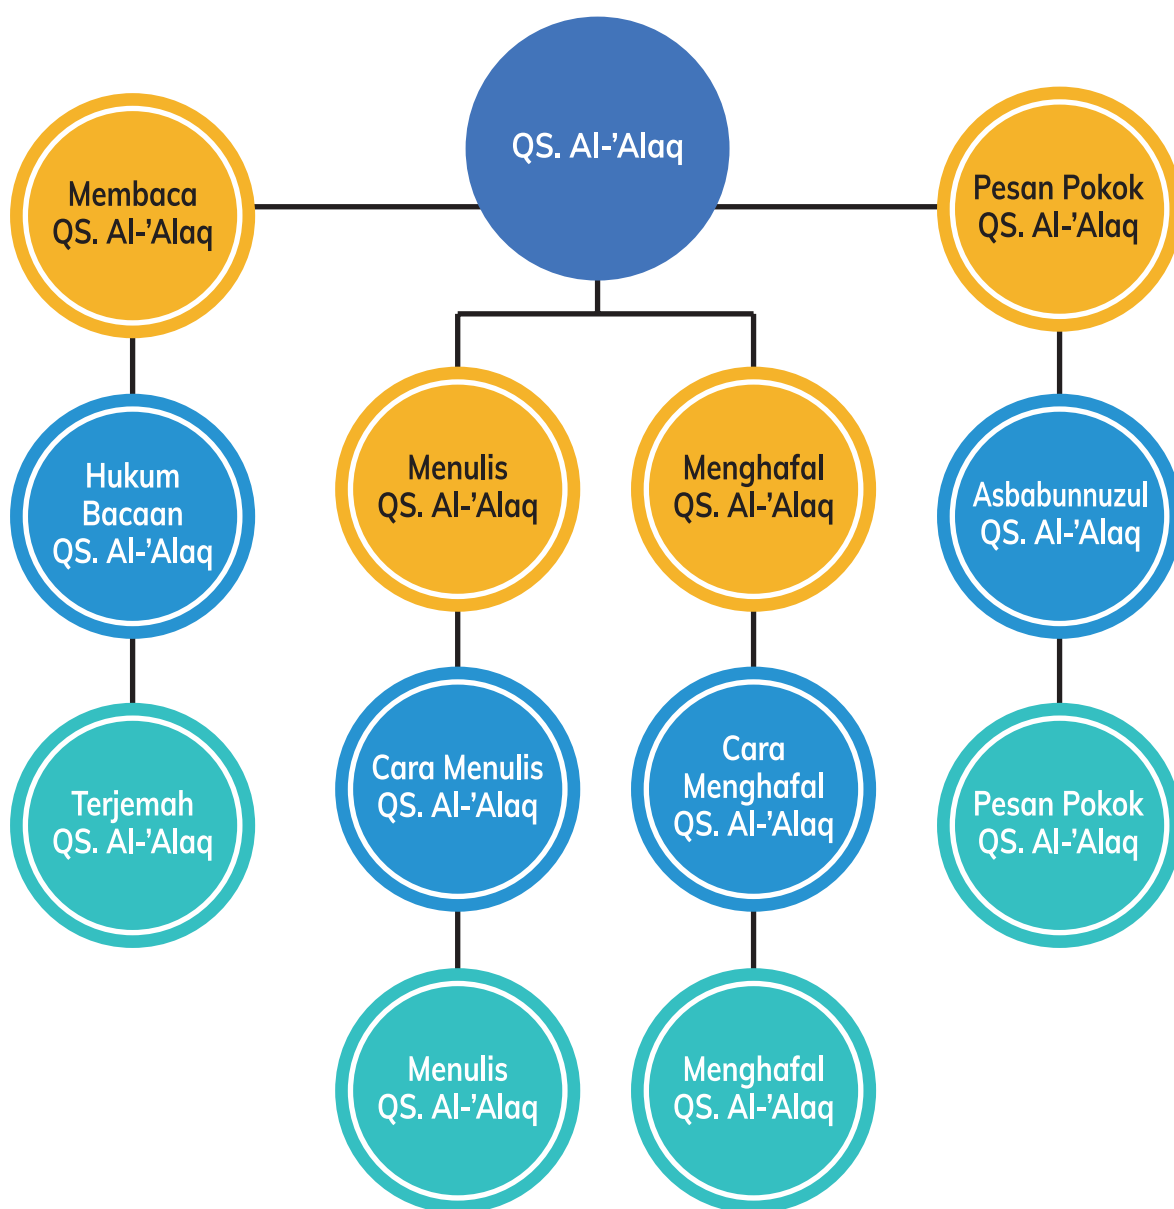 QS. Al-’Alaq
Membaca
QS. Al-’Alaq
Pesan Pokok
QS. Al-’Alaq
Menulis
QS. Al-’Alaq
Menghafal
QS. Al-’Alaq
Hukum
Bacaan
QS. Al-’Alaq
Asbabunnuzul
QS. Al-’Alaq
Cara Menulis
QS. Al-’Alaq
Cara
Menghafal
QS. Al-’Alaq
Terjemah
QS. Al-’Alaq
Pesan Pokok
QS. Al-’Alaq
Menulis
QS. Al-’Alaq
Menghafal
QS. Al-’Alaq